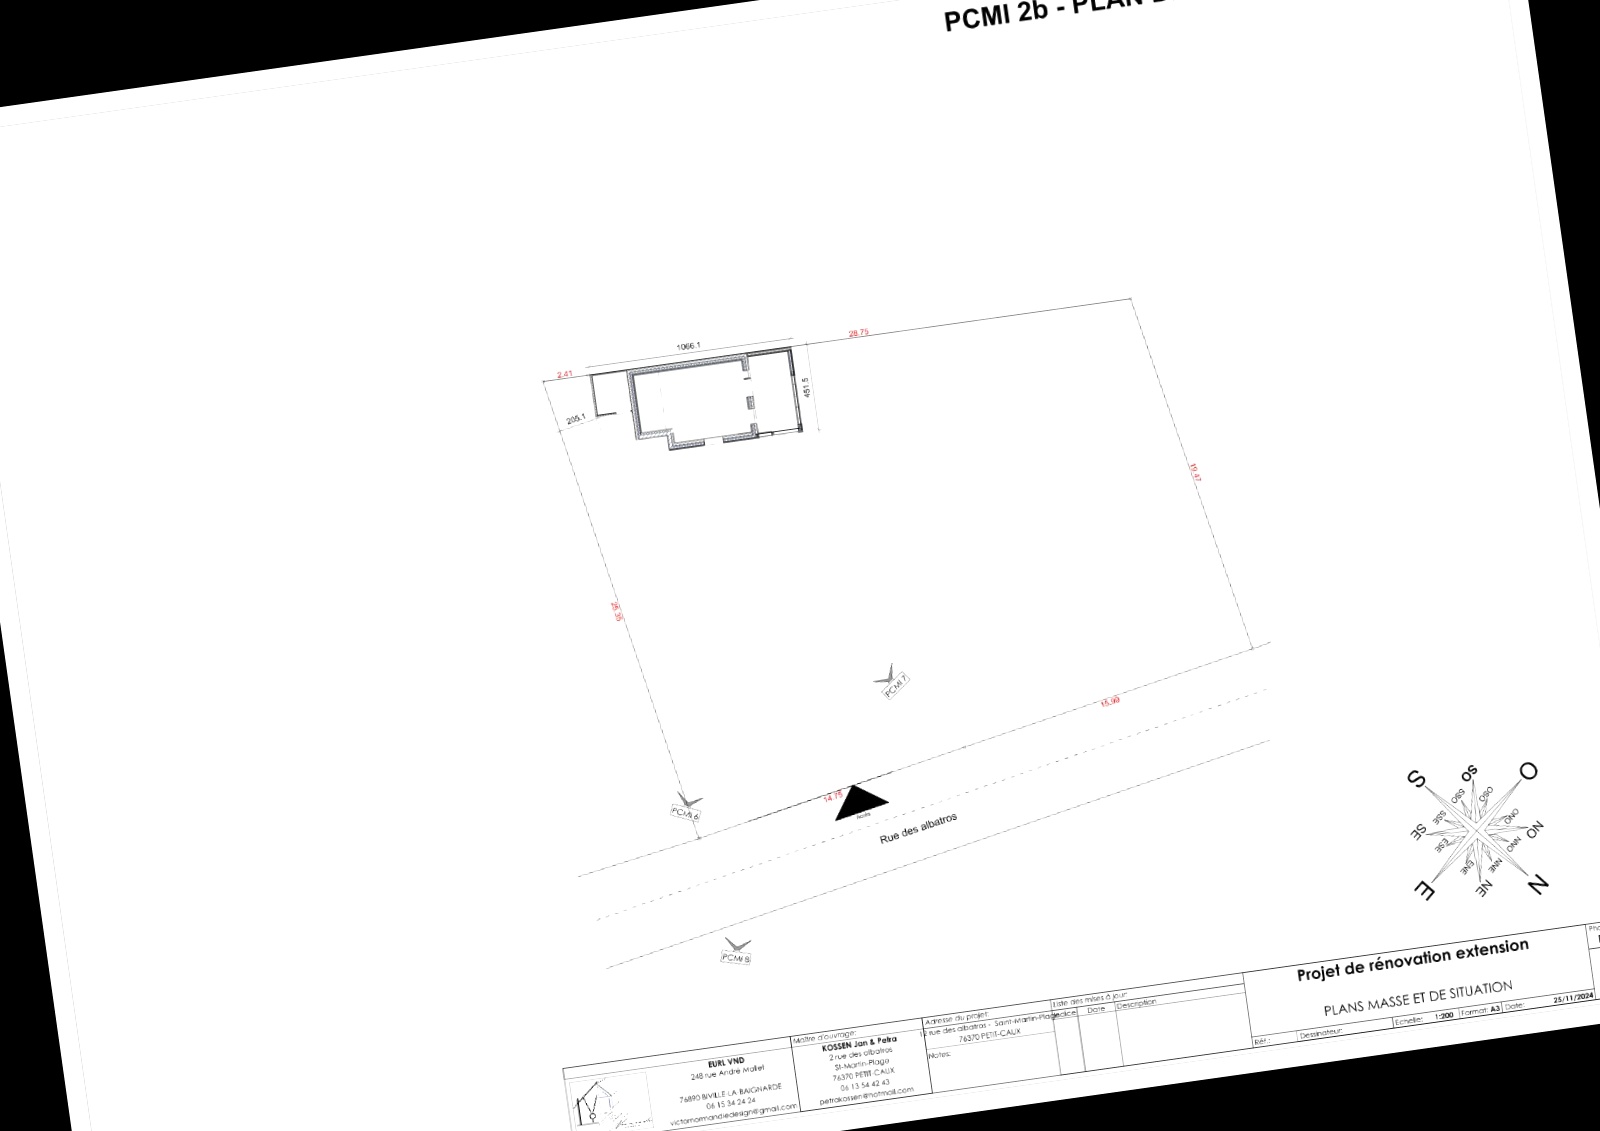 PCMI 2b - PLAN
28.75
1066.1
2.41
451.5
205.1
19.47
26.35
PCMI 7
15.99
14.75
PCMI 6
Accès
Rue des albatros
PCMI 8
S
SO
O
SSO
OSO
SSE
ONO
SE
NO
ESE
NNO
ENE
NNE
E
NE
N
Projet de rénovation extension
PLANS MASSE ET DE SITUATION
Réf.:
Dessinateur:
Echelle: 1:200
Format: A3
Date: 25/11/2024
Liste des mises à jour:
Indice
Date
Description
Adresse du projet:
rue des albatros - Saint-Martin-Plage
76370 PETIT-CAUX
Notes:
Maître d'ouvrage:
KOSSEN Jan & Petra
2 rue des albatros
St-Martin-Plage
76370 PETIT-CAUX
06 13 54 42 43
petrakossen@hotmail.com
EURL VND
248 rue André Mallet
76890 BIVILLE-LA-BAIGNARDE
06 15 34 24 24
victornormandiedesign@gmail.com